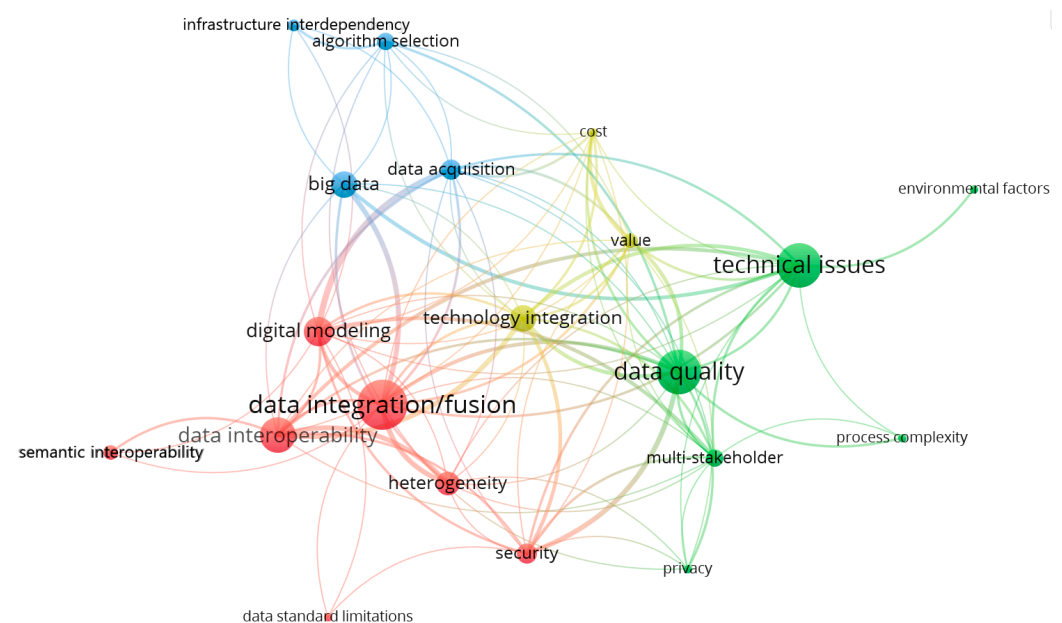 infrastructure interdependency
algorithm selection
cost
data acquisition
big data
environmental factors
value
technical issues
technology integration
digital modeling
data quality
data integration/fusion
data interoperability
process complexity
semantic interoperability
multi-stakeholder
heterogeneity
security
privacy
data standard limitations